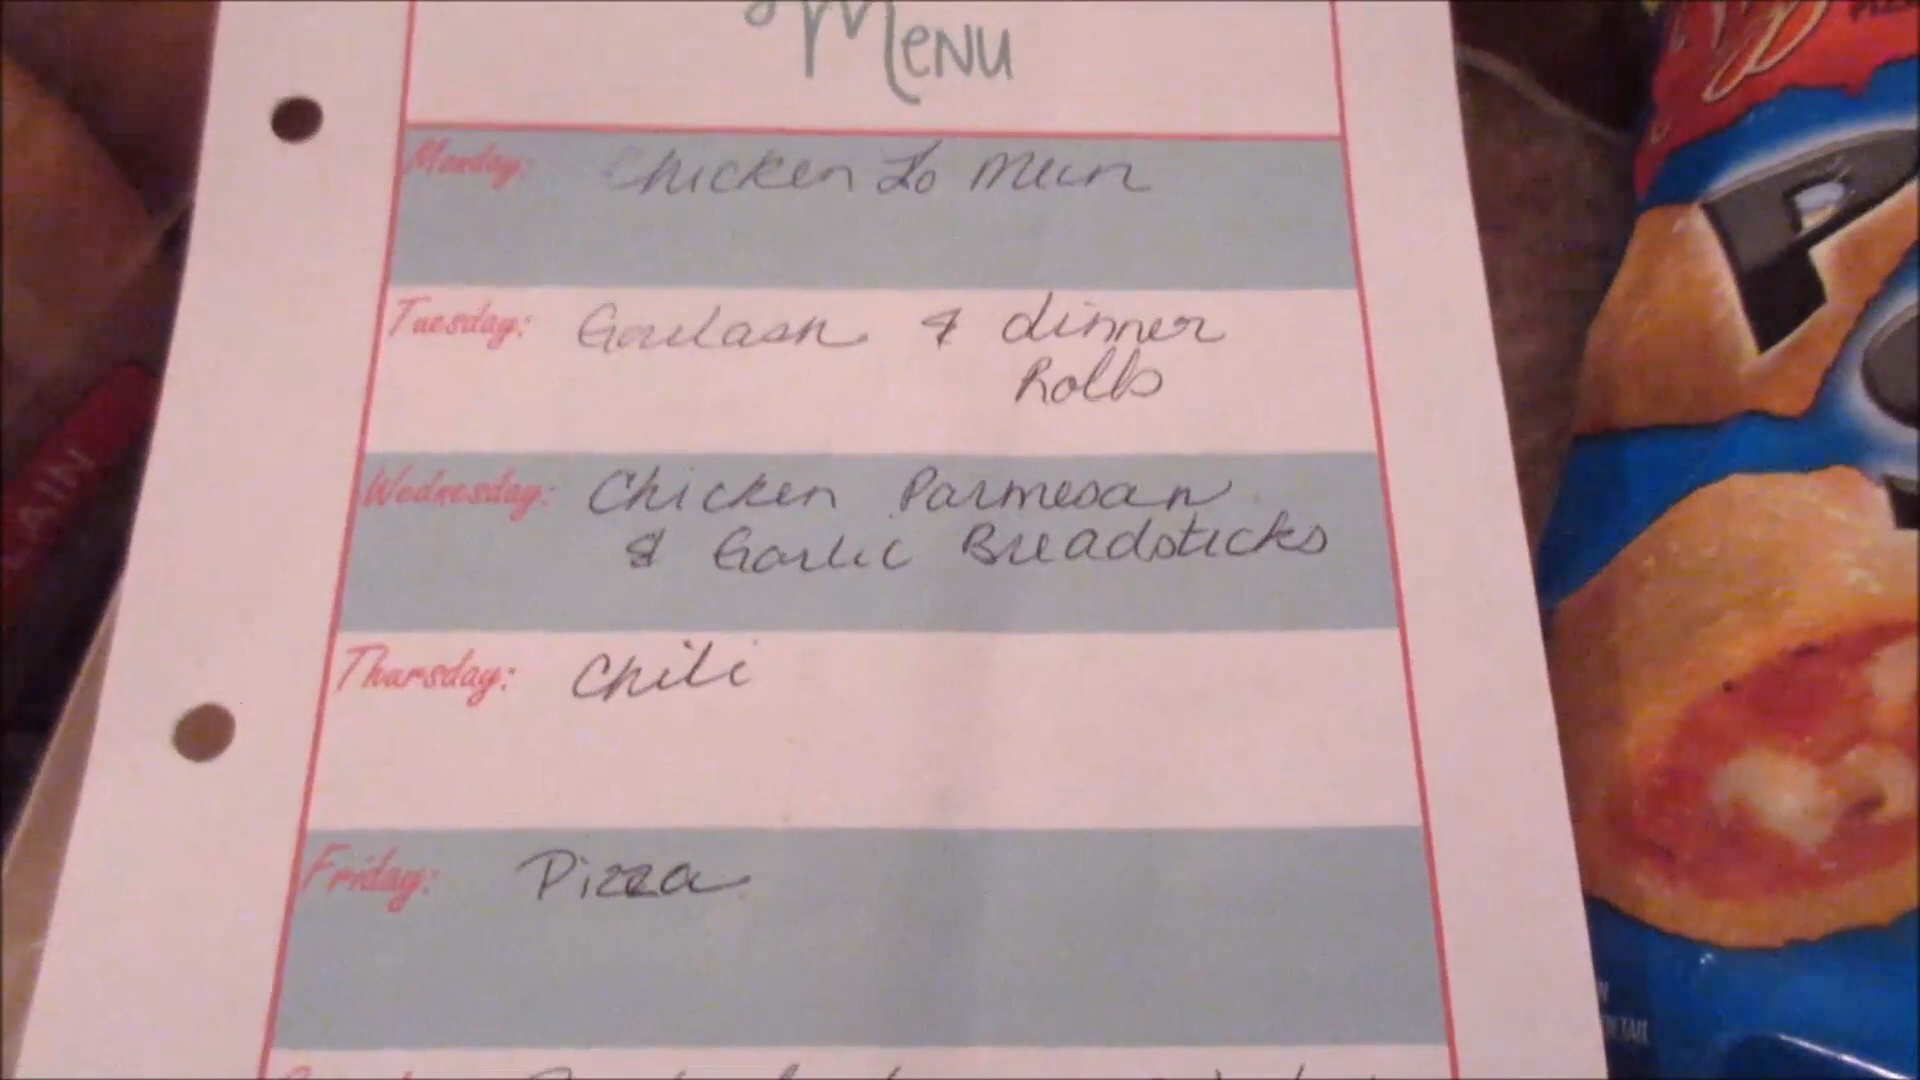 Menu
Monday: Chicken Lo Mein
Tuesday: Goulash & dinner
Rolls
Wednesday: Chicken Parmesan
& Garlic Breadsticks
Thursday: Chili
Friday: Pizza